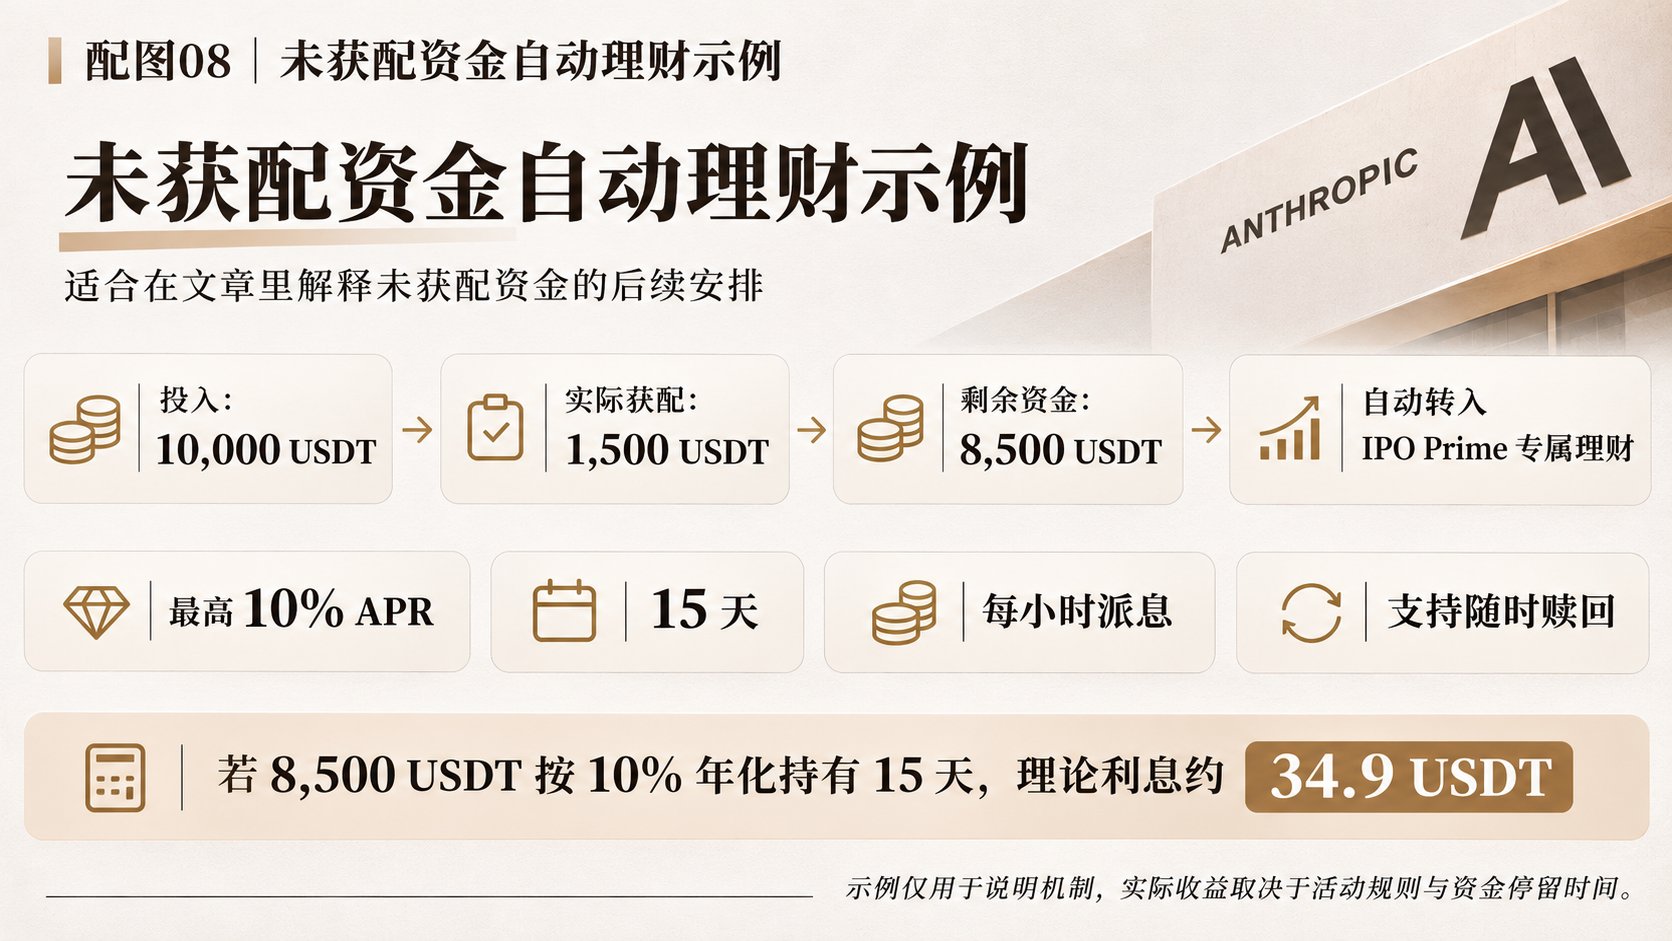 配图08｜未获配资金自动理财示例
ANTHROPIC
AI
未获配资金自动理财示例
适合在文章里解释未获配资金的后续安排
投入：
10,000 USDT
实际获配：
1,500 USDT
剩余资金：
8,500 USDT
自动转入
IPO Prime 专属理财
最高 10% APR
15 天
每小时派息
支持随时赎回
若 8,500 USDT 按 10% 年化持有 15 天，理论利息约 34.9 USDT
示例仅用于说明机制，实际收益取决于活动规则与资金停留时间。